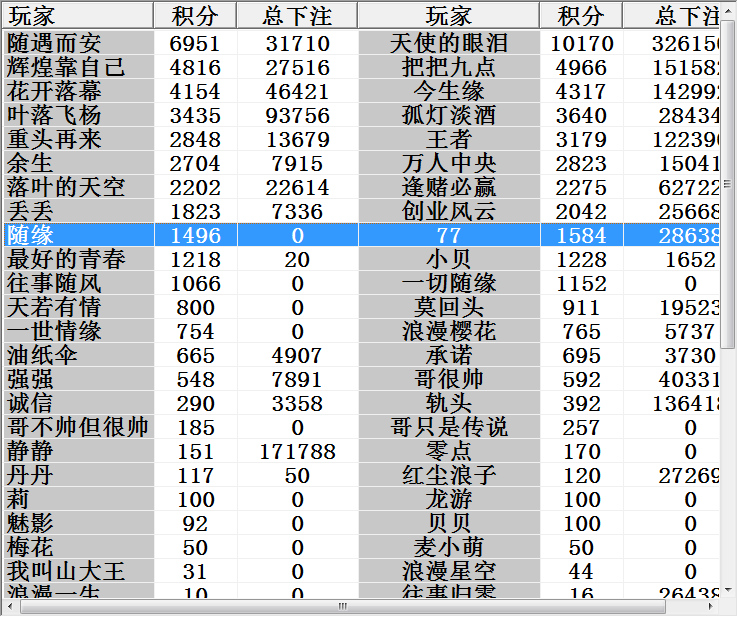 玩家 积分 总下注 玩家 积分 总下注
随遇而安 6951 31710 天使的眼泪 10170 32615
辉煌靠自己 4816 27516 把把九点 4966 15158
花开落幕 4154 46421 今生缘 4317 14299
叶落飞杨 3435 93756 孤灯淡酒 3640 28434
重头再来 2848 13679 王者 3179 12239
余生 2704 7915 万人中央 2823 15041
落叶的天空 2202 22614 逢赌必赢 2275 62722
丢丢 1823 7336 创业风云 2042 25668
随缘 1496 0 77 1584 28638
最好的青春 1218 20 小贝 1228 1652
往事随风 1066 0 一切随缘 1152 0
天若有情 800 0 莫回头 911 19523
一世情缘 754 0 浪漫樱花 765 5737
油纸伞 665 4907 承诺 695 3730
强强 548 7891 哥很帅 592 40331
诚信 290 3358 轨头 392 13641
哥不帅但很帅 185 0 哥只是传说 257 0
静静 151 171788 零点 170 0
丹丹 117 50 红尘浪子 120 27269
莉 100 0 龙游 100 0
魅影 92 0 贝贝 100 0
梅花 50 0 麦小萌 50 0
我叫山大王 31 0 浪漫星空 44 0
浪漫一生 10 0 往事归零 16 26438